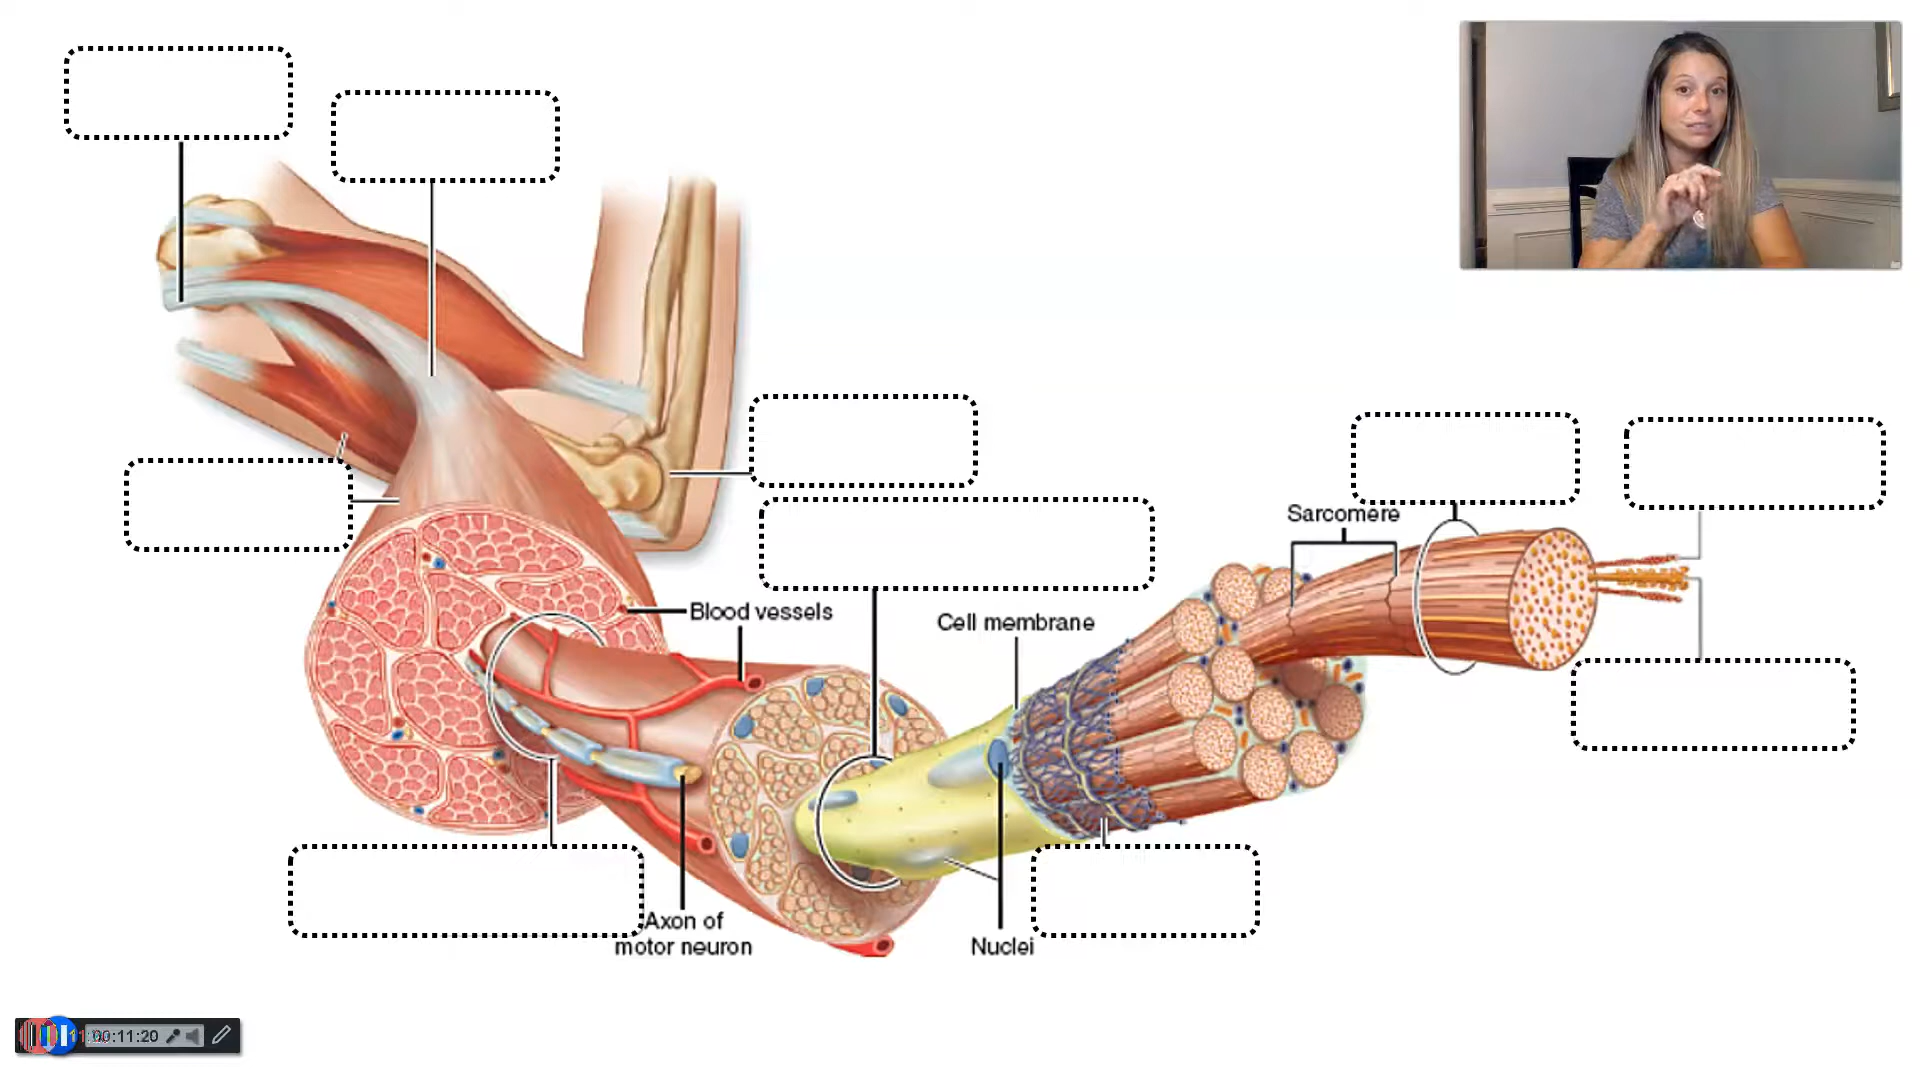 Sarcomere
Blood vessels
Cell membrane
Axon of
motor neuron
Nuclei
:00:11:20